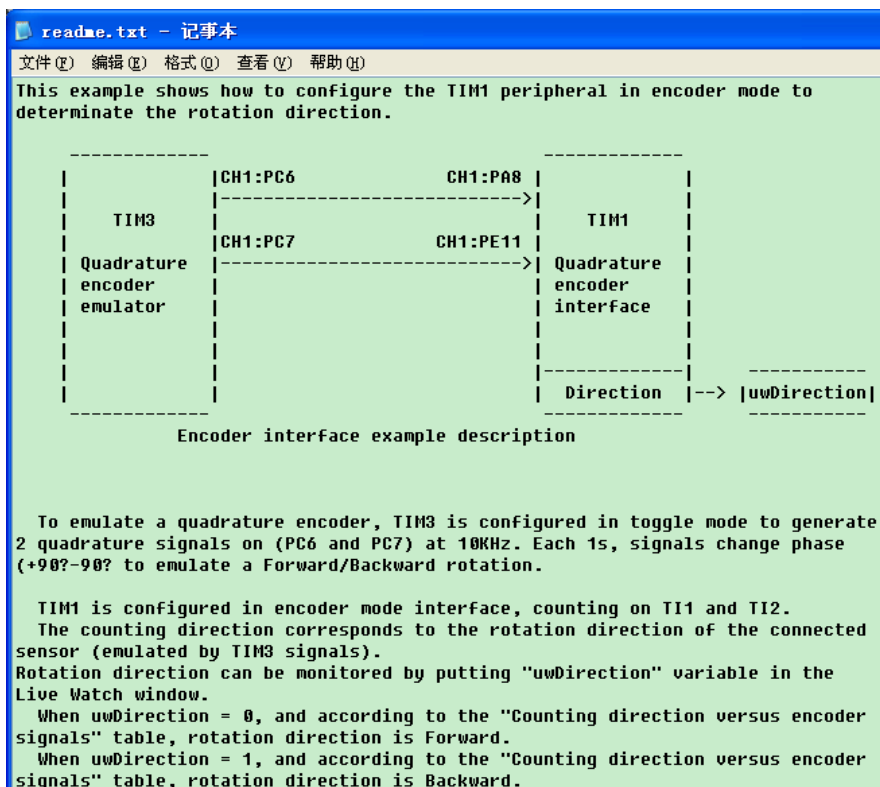 readme.txt - 记事本
文件(F) 编辑(E) 格式(O) 查看(V) 帮助(H)
This example shows how to configure the TIM1 peripheral in encoder mode to
determinate the rotation direction.
CH1:PC6 CH1:PA8
TIM3 TIM1
CH1:PC7 CH1:PE11
Quadrature Quadrature
encoder encoder
emulator interface
Direction |--> |uwDirection|
Encoder interface example description
To emulate a quadrature encoder, TIM3 is configured in toggle mode to generate
2 quadrature signals on (PC6 and PC7) at 10KHz. Each 1s, signals change phase
(+90?-90? to emulate a Forward/Backward rotation.
TIM1 is configured in encoder mode interface, counting on TI1 and TI2.
The counting direction corresponds to the rotation direction of the connected
sensor (emulated by TIM3 signals).
Rotation direction can be monitored by putting "uwDirection" variable in the
Live Watch window.
When uwDirection = 0, and according to the "Counting direction versus encoder
signals" table, rotation direction is Forward.
When uwDirection = 1, and according to the "Counting direction versus encoder
signals" table, rotation direction is Backward.